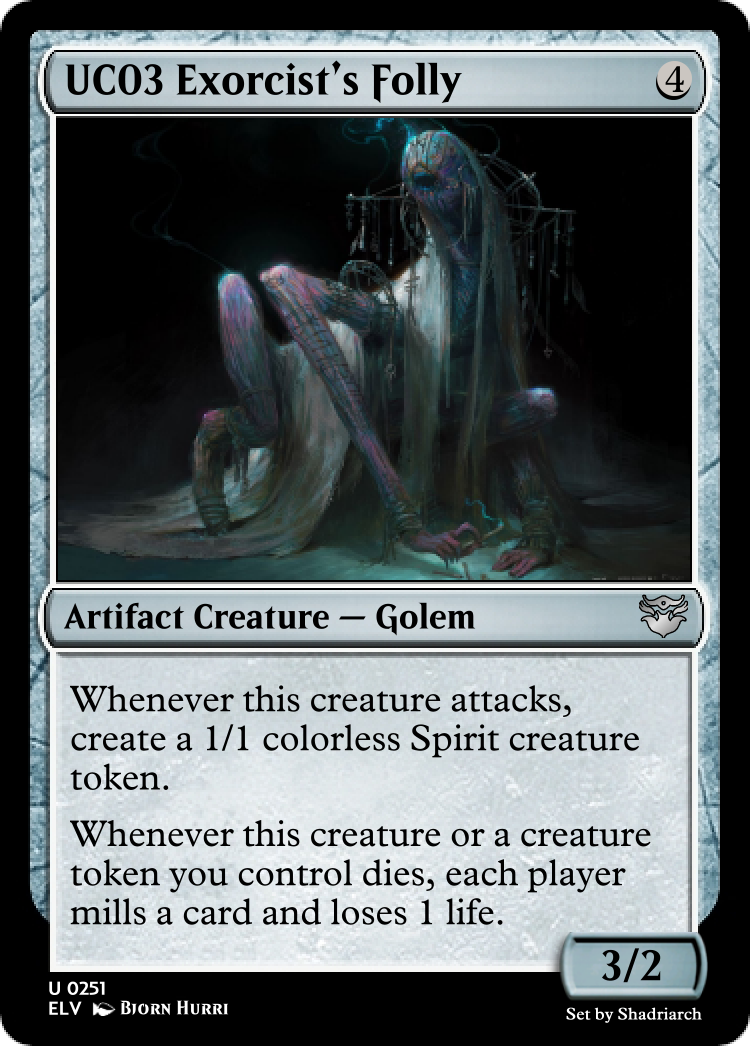 UC03 Exorcist's Folly
4
Artifact Creature — Golem
Whenever this creature attacks,
create a 1/1 colorless Spirit creature
token.
Whenever this creature or a creature
token you control dies, each player
mills a card and loses 1 life.
3/2
U 0251
ELV Bjorn Hurri
Set by Shadriarch